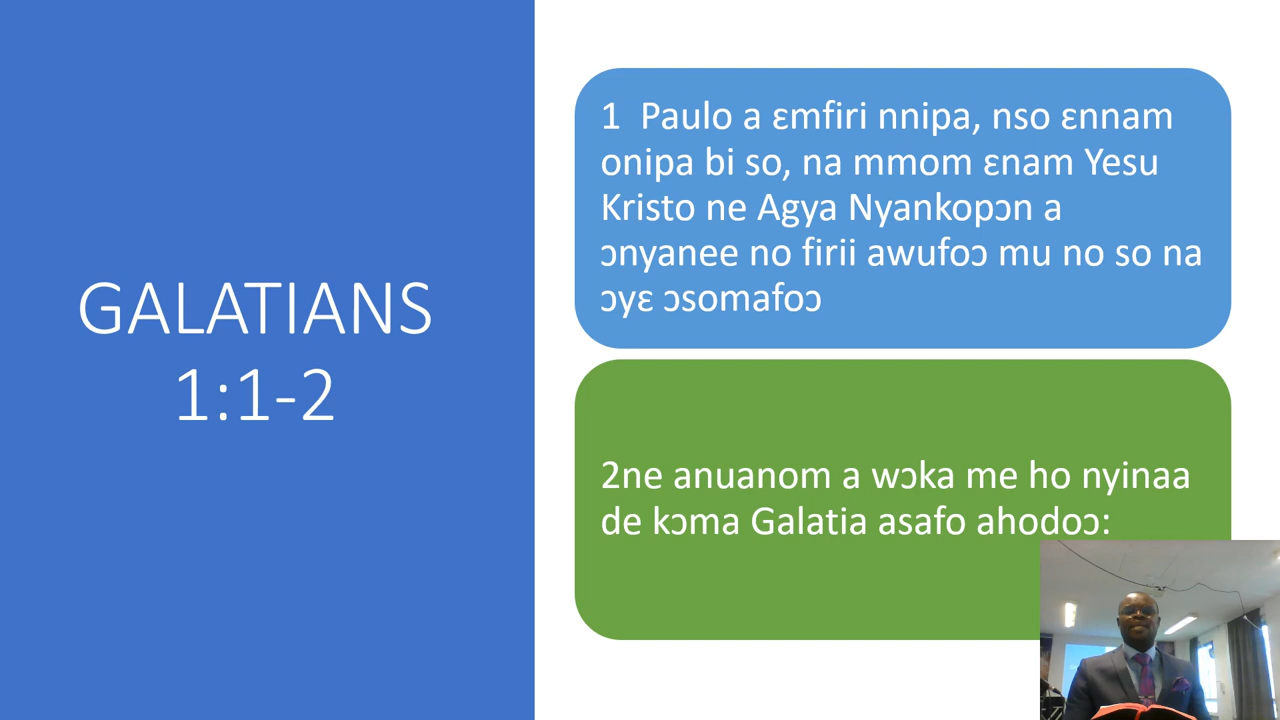 GALATIANS
1:1-2
1 Paulo a ɛmfiri nnipa, nso ɛnnam
onipa bi so, na mmom ɛnam Yesu
Kristo ne Agya Nyankopɔn a
ɔnyanee no firii awufoɔ mu no so na
ɔyɛ ɔsomafoɔ
2ne anuanom a wɔka me ho nyinaa
de kɔma Galatia asafo ahodoɔ: